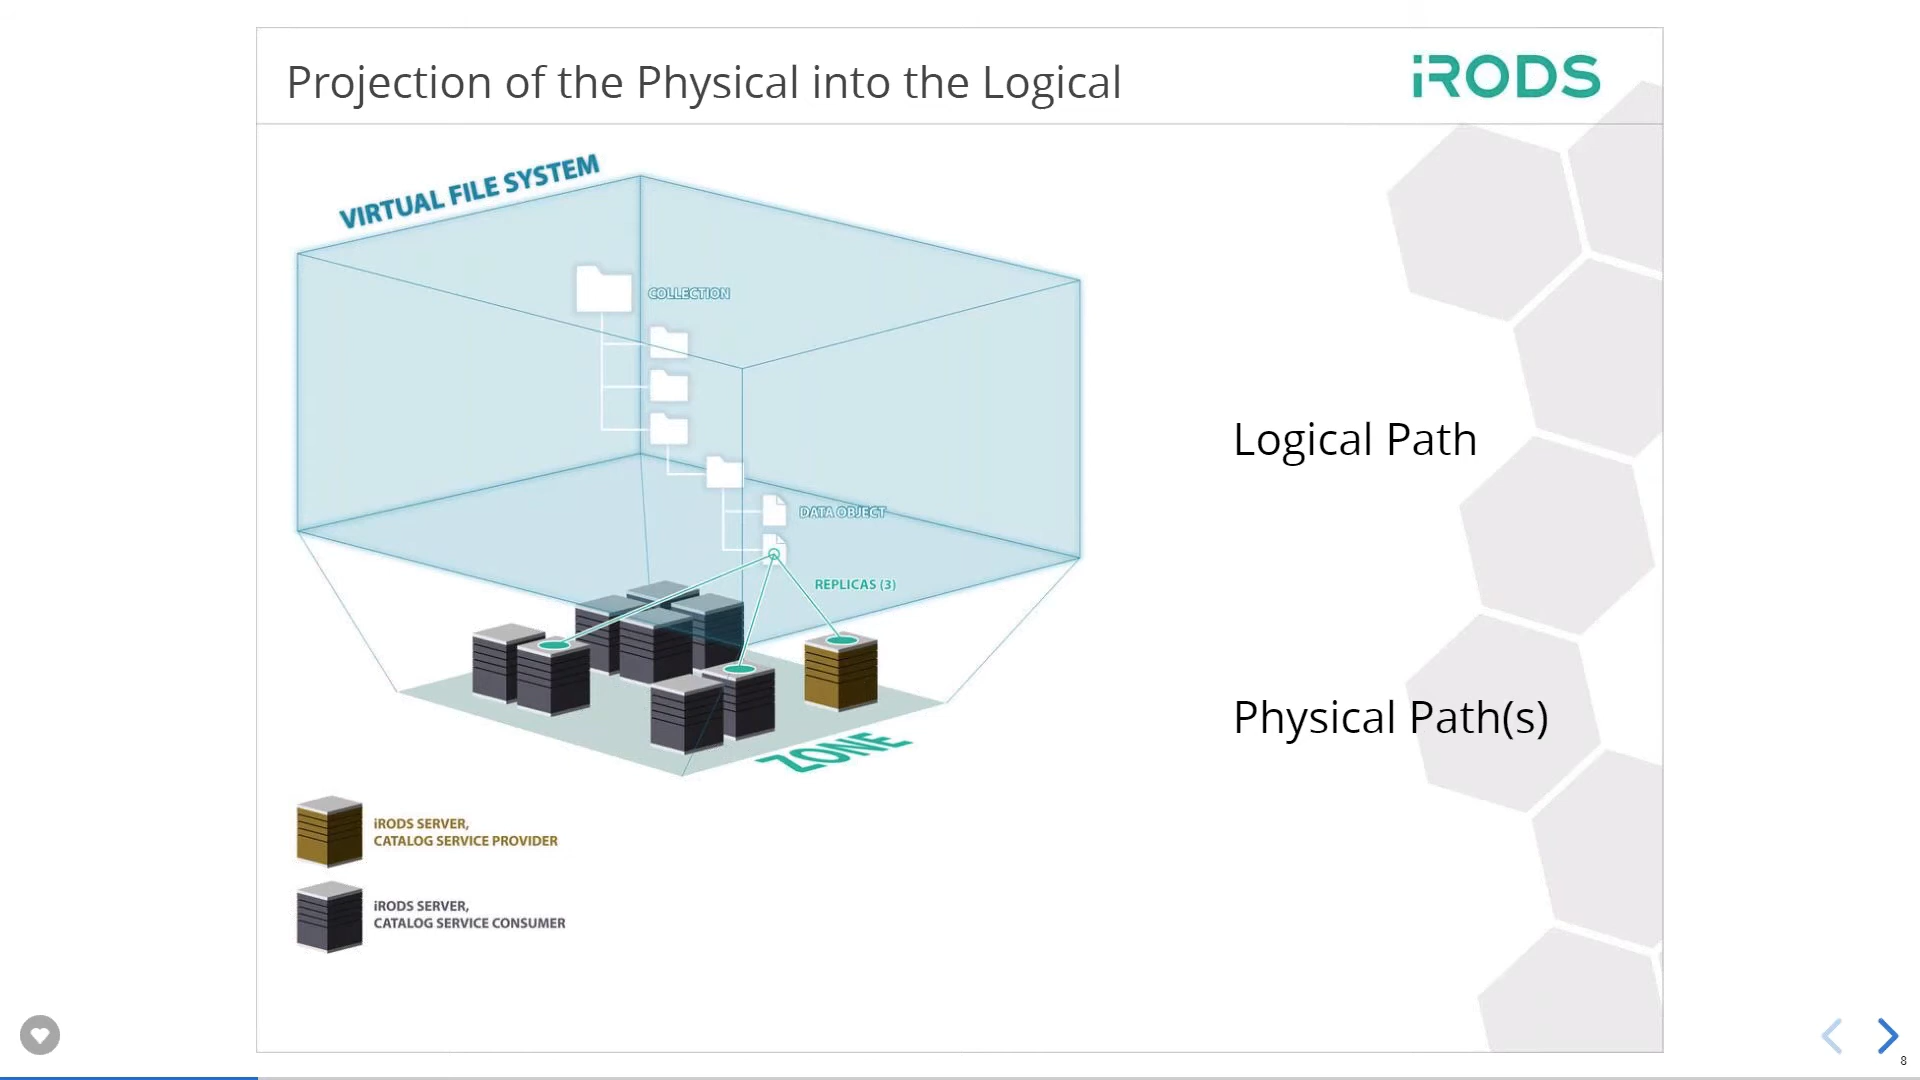 Projection of the Physical into the Logical
iRODS
VIRTUAL FILE SYSTEM
COLLECTION
Logical Path
DATA OBJECT
REPLICAS (3)
Physical Path(s)
ZONE
iRODS SERVER,
CATALOG SERVICE PROVIDER
iRODS SERVER,
CATALOG SERVICE CONSUMER
8